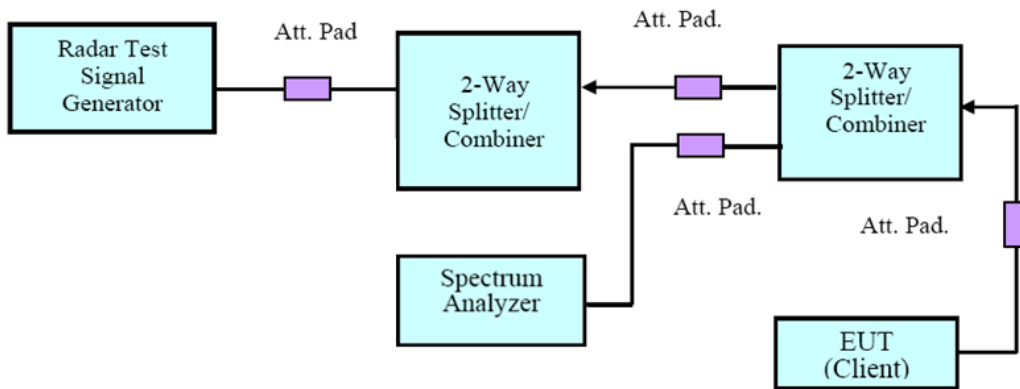 Radar Test
Signal
Generator
Att. Pad
2-Way
Splitter/
Combiner
Att. Pad.
2-Way
Splitter/
Combiner
Att. Pad.
Att. Pad.
Spectrum
Analyzer
EUT
(Client)